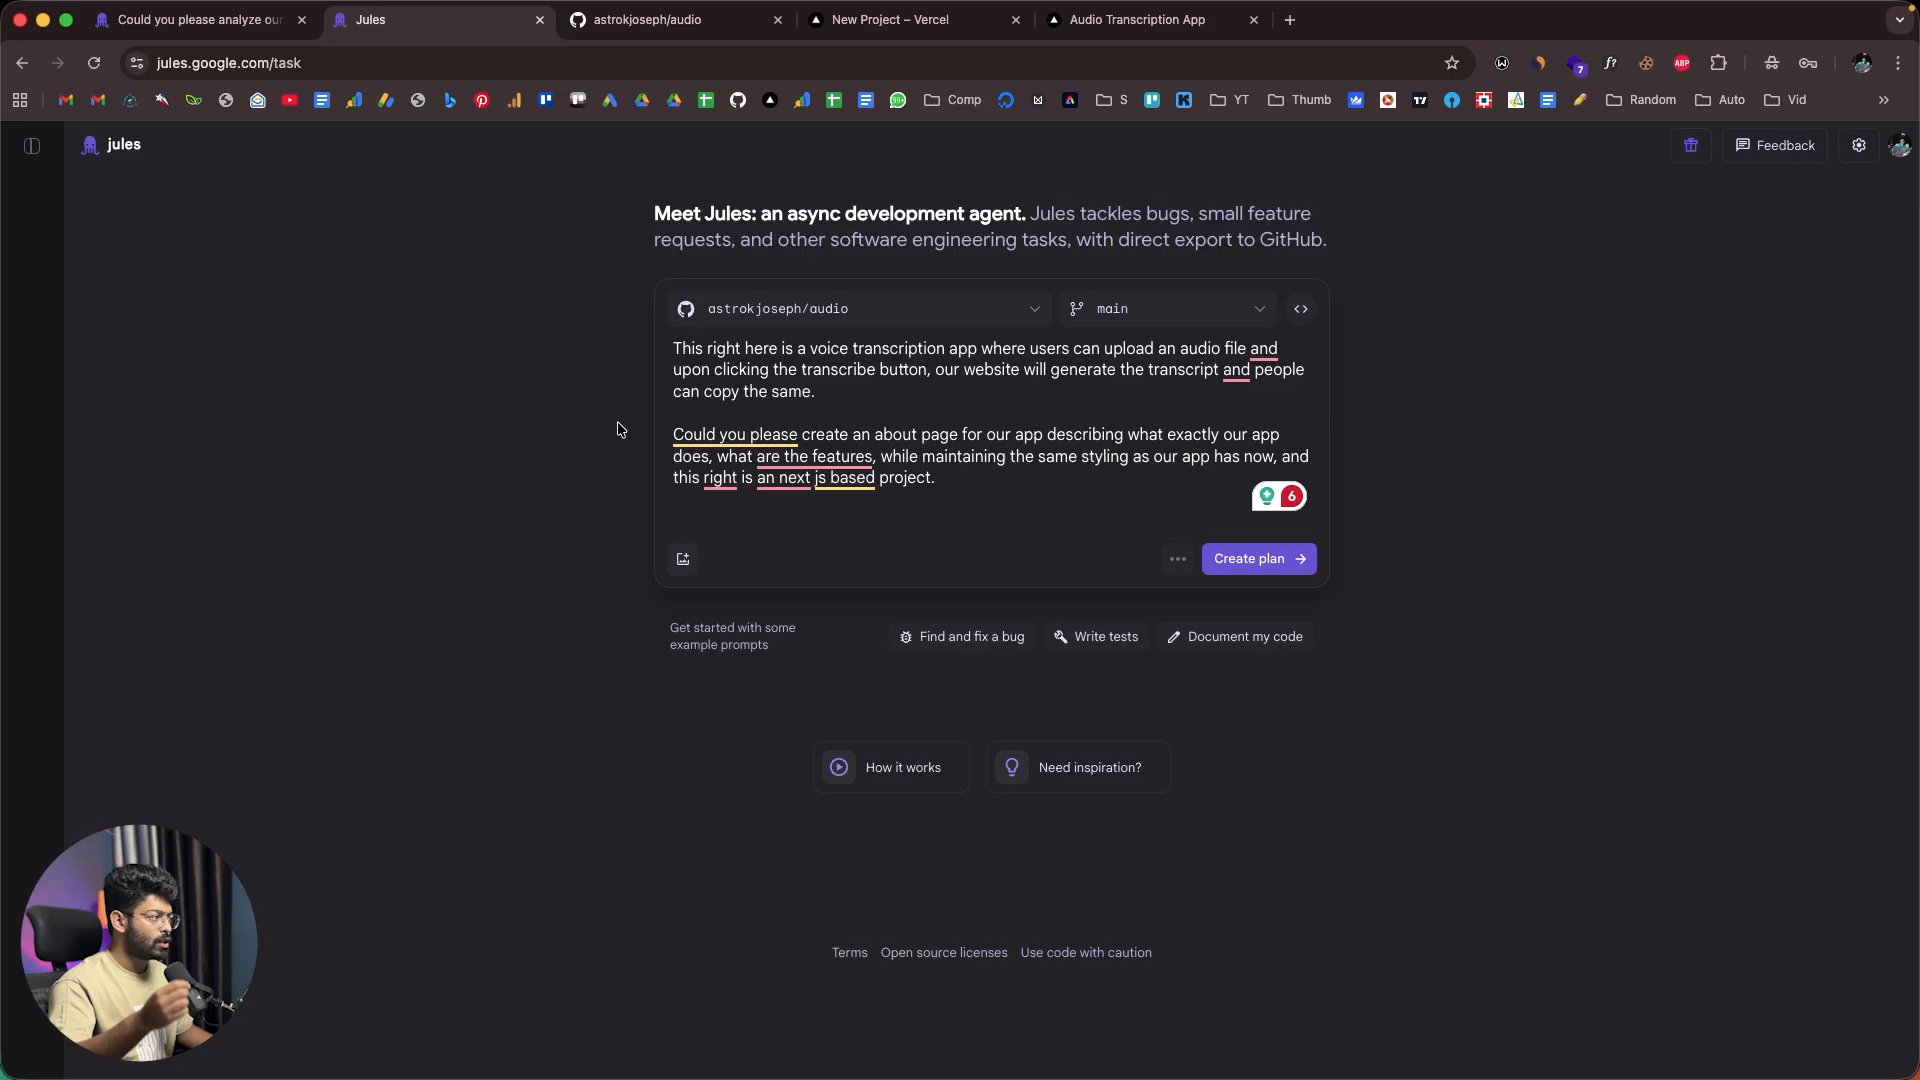 Could you please analyze our
Jules
astrokjoseph/audio
New Project – Vercel
Audio Transcription App
jules.google.com/task
7
f?
ABP
99+
Comp
S
YT
Thumb
Random
Auto
Vid
jules
Feedback
Meet Jules: an async development agent. Jules tackles bugs, small feature
requests, and other software engineering tasks, with direct export to GitHub.
astrokjoseph/audio
main
This right here is a voice transcription app where users can upload an audio file and
upon clicking the transcribe button, our website will generate the transcript and people
can copy the same.
Could you please create an about page for our app describing what exactly our app
does, what are the features, while maintaining the same styling as our app has now, and
this right is an next js based project.
6
Create plan
Get started with some
example prompts
Find and fix a bug
Write tests
Document my code
How it works
Need inspiration?
Terms
Open source licenses
Use code with caution